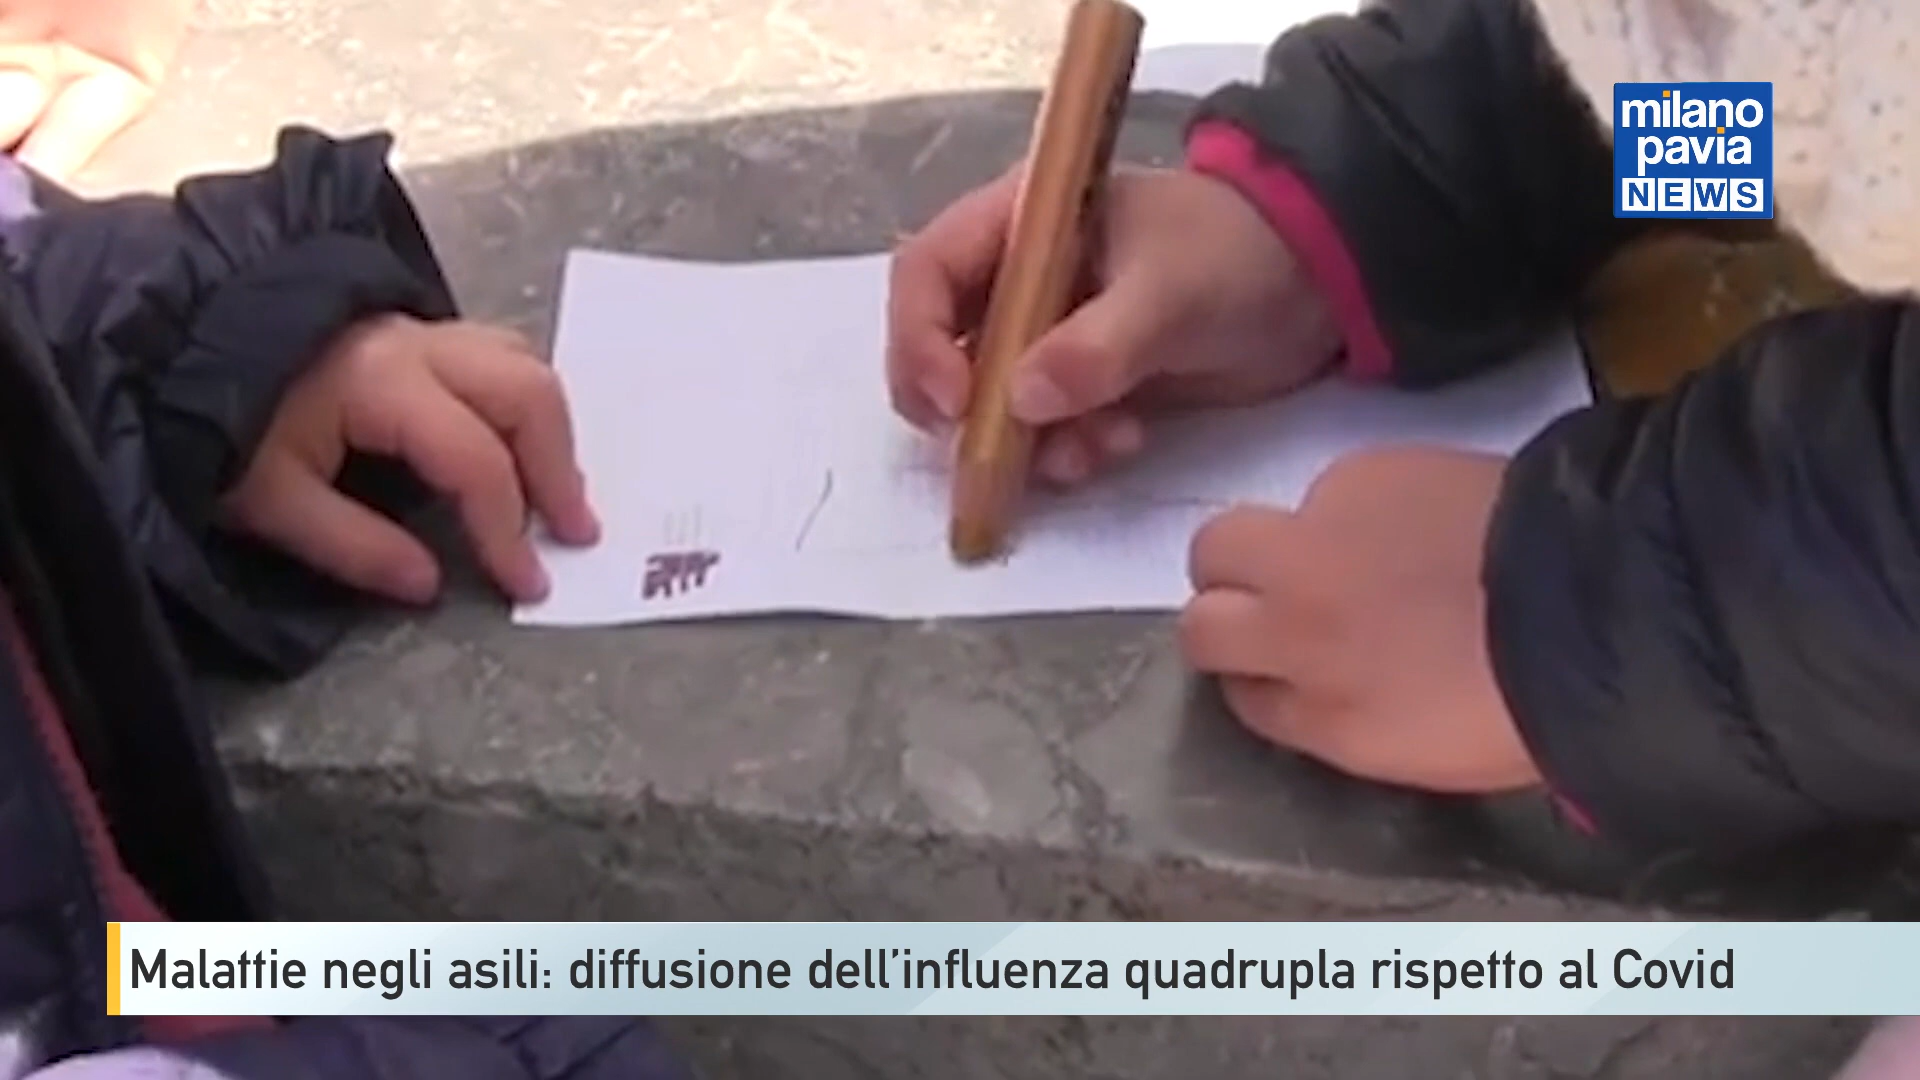 milano
pavia
NEWS
Malattie negli asili: diffusione dell'influenza quadrupla rispetto al Covid